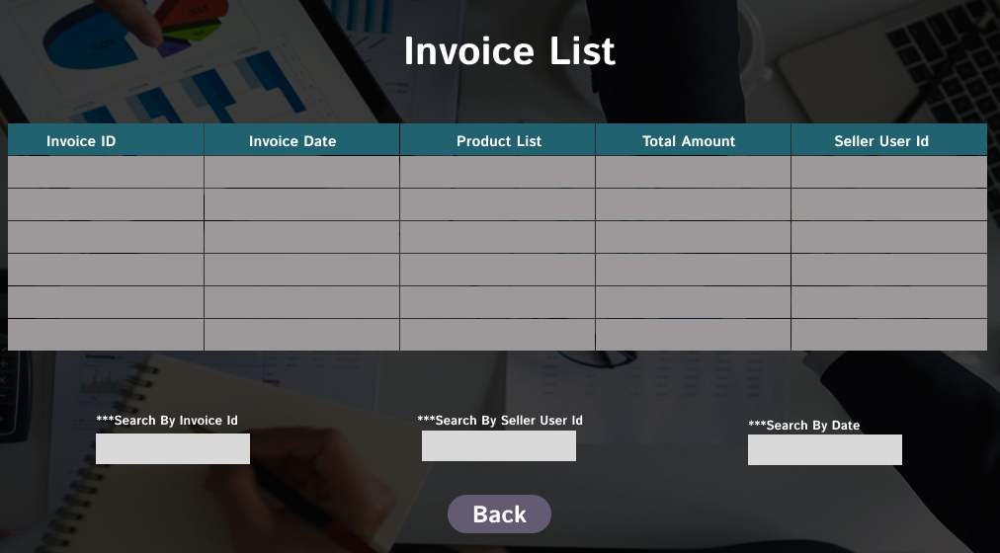 Invoice List
Invoice ID Invoice Date Product List Total Amount Seller User Id
***Search By Invoice Id ***Search By Seller User Id ***Search By Date
Back